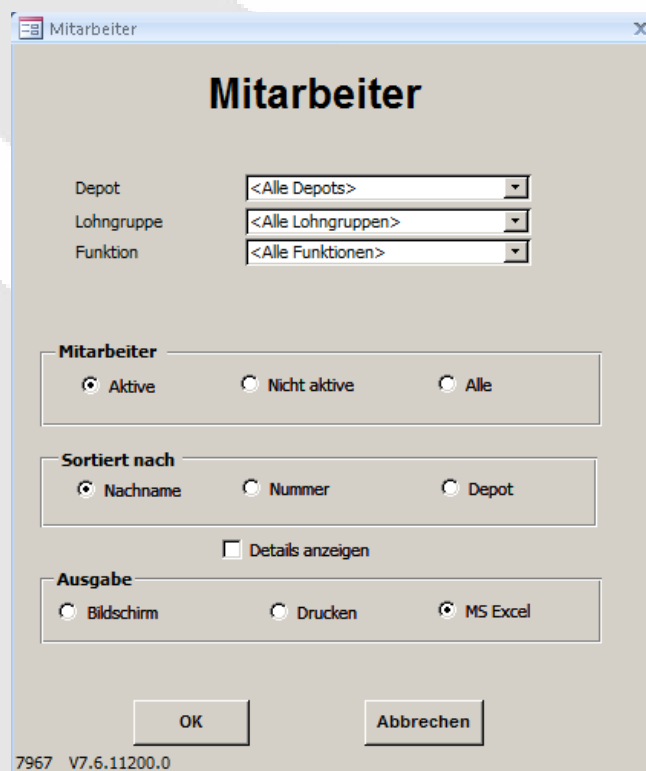 Mitarbeiter
Mitarbeiter
Depot <Alle Depots>
Lohngruppe <Alle Lohngruppen>
Funktion <Alle Funktionen>
Mitarbeiter
Aktive Nicht aktive Alle
Sortiert nach
Nachname Nummer Depot
Details anzeigen
Ausgabe
Bildschirm Drucken MS Excel
OK Abbrechen
7967 V7.6.11200.0